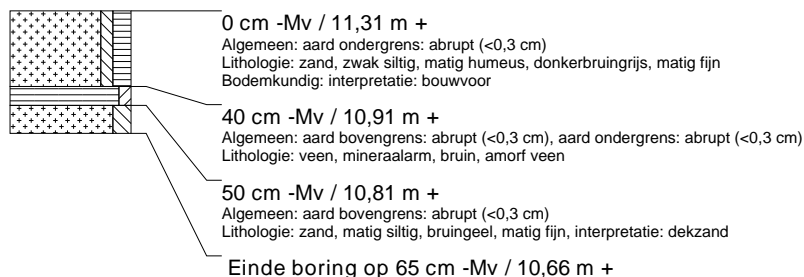 0 cm -Mv / 11,31 m +
Algemeen: aard ondergrens: abrupt (<0,3 cm)
Lithologie: zand, zwak siltig, matig humeus, donkerbruingrijs, matig fijn
Bodemkundig: interpretatie: bouwvoor
40 cm -Mv / 10,91 m +
Algemeen: aard bovengrens: abrupt (<0,3 cm), aard ondergrens: abrupt (<0,3 cm)
Lithologie: veen, mineraalarm, bruin, amorf veen
50 cm -Mv / 10,81 m +
Algemeen: aard bovengrens: abrupt (<0,3 cm)
Lithologie: zand, matig siltig, bruingeel, matig fijn, interpretatie: dekzand
Einde boring op 65 cm -Mv / 10,66 m +